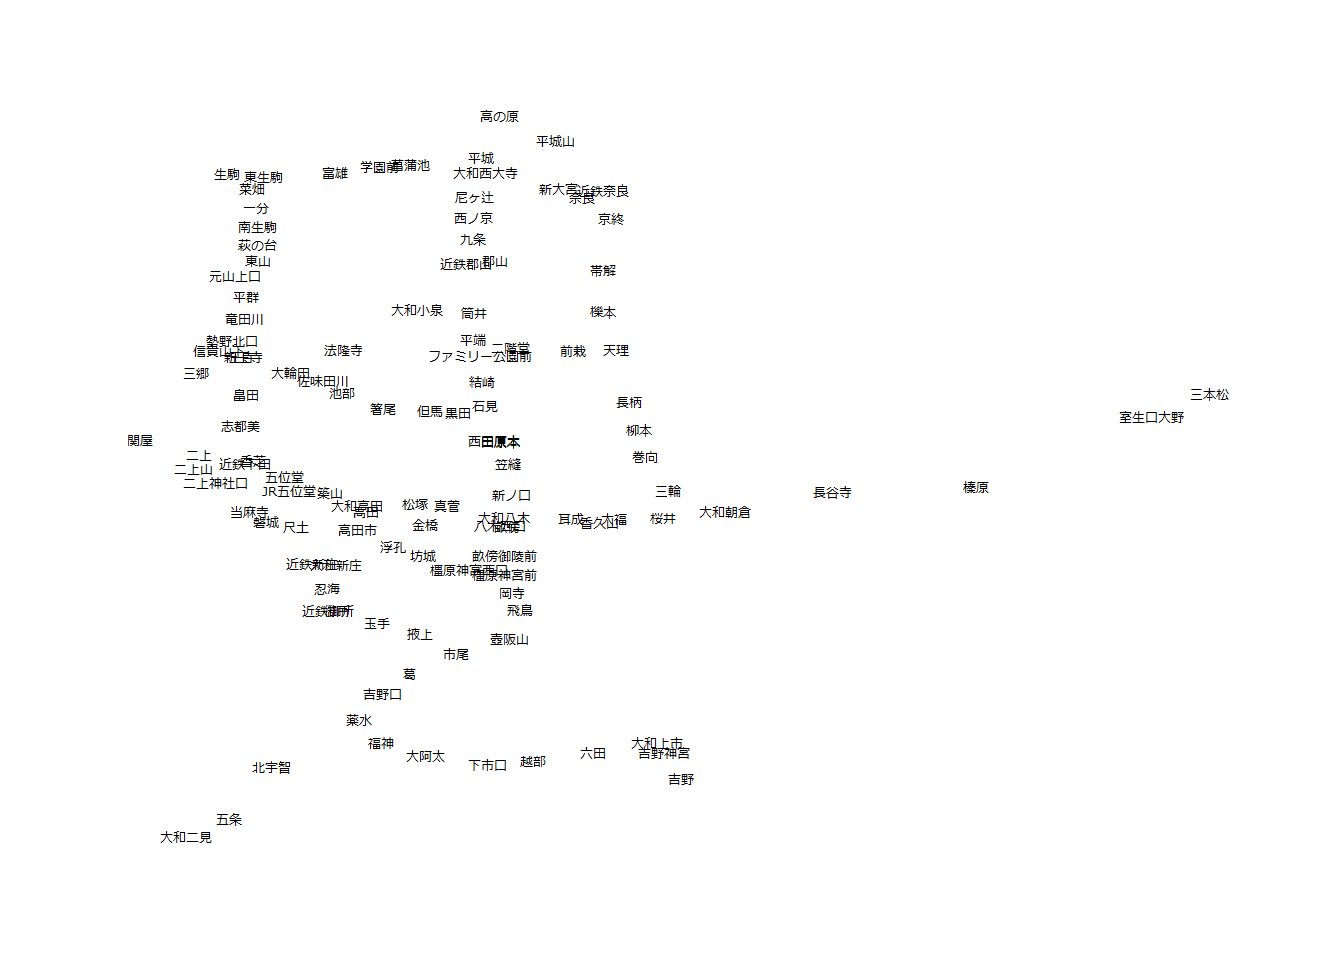 高の原
平城山
平城
学園前
菖蒲池
生駒
東生駒
富雄
大和西大寺
菜畑
新大宮
近鉄奈良
尼ヶ辻
奈良
一分
西ノ京
京終
南生駒
九条
萩の台
東山
近鉄郡山
郡山
元山上口
帯解
平群
大和小泉
筒井
櫟本
竜田川
勢野北口
平端
信貴山下
法隆寺
二階堂
前栽
天理
新王寺
王寺
ファミリー公園前
三郷
大輪田
佐味田川
結崎
畠田
池部
三本松
箸尾
但馬
黒田
石見
長柄
室生口大野
志都美
柳本
関屋
西田原本
田原本
二上
近鉄下田
香芝
笠縫
巻向
二上山
二上神社口
五位堂
JR五位堂
築山
新ノ口
三輪
長谷寺
榛原
大和高田
松塚
真菅
当麻寺
高田
磐城
尺土
高田市
金橋
大和八木
八木西口
畝傍
耳成
香久山
大福
桜井
大和朝倉
浮孔
坊城
畝傍御陵前
近鉄新庄
大和新庄
橿原神宮西口
橿原神宮前
忍海
岡寺
近鉄御所
御所
飛鳥
玉手
掖上
壺阪山
市尾
葛
吉野口
薬水
福神
大阿太
下市口
越部
六田
大和上市
吉野神宮
北宇智
吉野
五条
大和二見